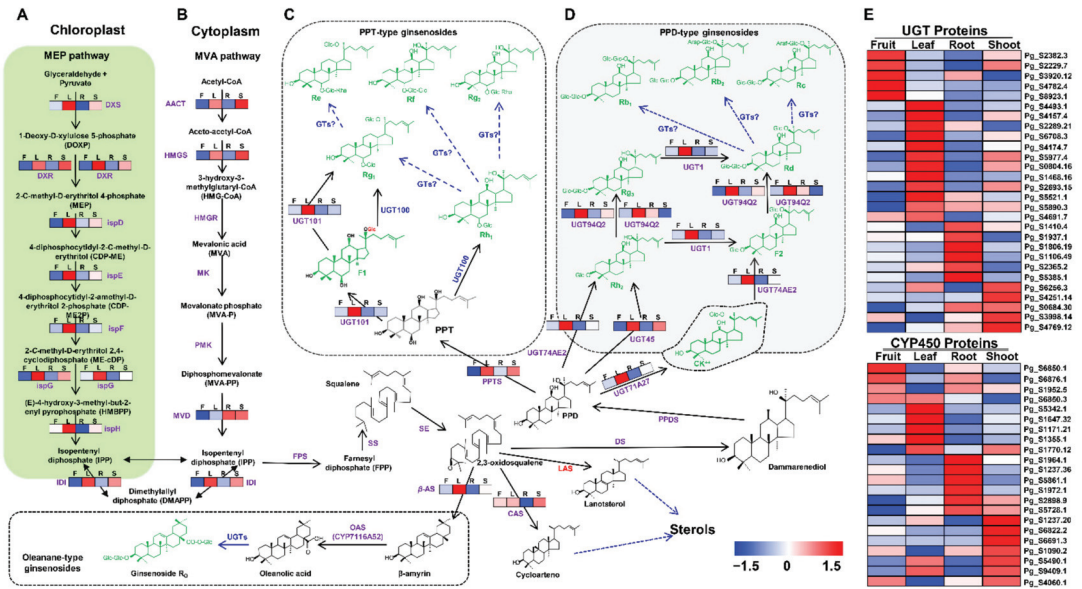 A
Chloroplast
MEP pathway
Glyceraldehyde +
Pyruvate
F L R S
DXS
1-Deoxy-D-xylulose 5-phosphate
(DOXP)
F L R S
F L R S
DXR
DXR
2-C-methyl-D-erythritol 4-phosphate
(MEP)
F L R S
ispD
4-diphosphocytidyl-2-C-methyl-D-
erythritol (CDP-ME)
F L R S
ispE
4-diphosphocytidyl-2-amothyl-D-
erythritol 2-phosphate (CDP-
ME2P)
F L R S
ispF
2-C-methyl-D-erythritol 2,4-
cyclodiphosphate (ME-cDP)
F L R S
F L R S
ispG
ispG
(E)-4-hydroxy-3-methyl-but-2-
enyl pyrophosphate (HMBPP)
F L R S
ispH
Isopentenyl
diphosphate (IPP)
F L R S
IDI
Dimethylallyl
diphosphate (DMAPP)
B
Cytoplasm
MVA pathway
Acetyl-CoA
F L R S
AACT
Aceto-acetyl-CoA
F L R S
HMGS
3-hydroxy-3-
methylglutaryl-CoA
(HMG-CoA)
HMGR
Mevalonic acid
(MVA)
MK
Mevalonate phosphate
(MVA-P)
PMK
Diphosphomevalonate
(MVA-PP)
F L R S
MVD
Isopentenyl
diphosphate (IPP)
F L R S
IDI
FPS
Farnesyl
diphosphate (FPP)
SS
Squalene
SE
2,3-oxidosqualene
C
PPT-type ginsenosides
Re
Rf
Rg2
GTs?
GTs?
GTs?
GTs?
Rg1
Rh1
F L R S
UGT101
UGT100
UGT100
F1
F L R S
UGT101
PPT
F L R S
PPTS
D
PPD-type ginsenosides
Rb1
Rb2
Rc
GTs?
GTs?
GTs?
F L R S
UGT1
Rd
Rg3
F L R S
F L R S
UGT94Q2
UGT94Q2
F L R S
F L R S
UGT94Q2
UGT94Q2
F L R S
UGT1
F2
Rh2
F L R S
UGT74AE2
F L R S
UGT74AE2
F L R S
UGT45
F L R S
UGT71A27
CK**
PPD
PPDS
DS
Dammarenediol
LAS
Lanotsterol
F L R S
β-AS
F L R S
CAS
Cycloarteno
Sterols
Oleanane-type
ginsenosides
Ginsenoside RO
UGTs
Oleanolic acid
OAS
(CYP7116A52)
β-amyrin
−1.5
1.5
E
UGT Proteins
Fruit Leaf Root Shoot
Pg_S2382.3
Pg_S2229.7
Pg_S3920.12
Pg_S4782.4
Pg_S6923.1
Pg_S4493.1
Pg_S4157.4
Pg_S2289.21
Pg_S6708.3
Pg_S4174.7
Pg_S5977.4
Pg_S0804.16
Pg_S1468.16
Pg_S2693.15
Pg_S5521.1
Pg_S5890.3
Pg_S4691.7
Pg_S1410.4
Pg_S1937.1
Pg_S1806.19
Pg_S1106.49
Pg_S2365.2
Pg_S5385.1
Pg_S6256.3
Pg_S4251.14
Pg_S0684.30
Pg_S3998.14
Pg_S4769.12
CYP450 Proteins
Fruit Leaf Root Shoot
Pg_S6850.1
Pg_S6876.1
Pg_S1952.5
Pg_S6850.3
Pg_S5342.1
Pg_S1647.32
Pg_S1171.21
Pg_S1355.1
Pg_S1770.12
Pg_S1964.1
Pg_S1237.36
Pg_S5861.1
Pg_S1972.1
Pg_S2898.9
Pg_S5728.1
Pg_S1237.20
Pg_S6822.2
Pg_S6691.3
Pg_S1090.2
Pg_S5490.1
Pg_S9409.1
Pg_S4060.1